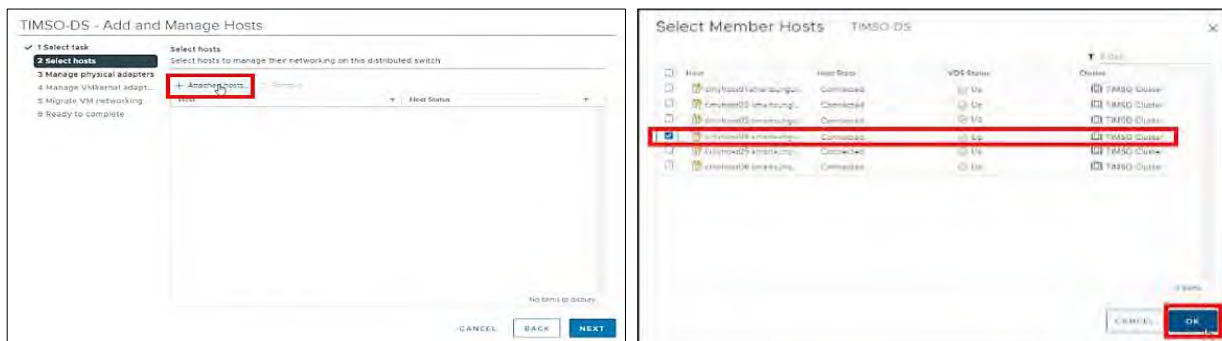 TIMSO-DS - Add and Manage Hosts
1 Select task
2 Select hosts
3 Manage physical adapters
4 Manage VMkernel adapt...
5 Migrate VM networking
6 Ready to complete
Select hosts
Select hosts to manage their networking on this distributed switch
+ Attached hosts...
Host
Host Status
No items to display
CANCEL
BACK
NEXT
Select Member Hosts TIMSO-DS
Filter
Host Host State VDS Status Cluster
Connected Up TIMSO-Cluster
Connected Up TIMSO-Cluster
Connected Up TIMSO-Cluster
Connected Up TIMSO-Cluster
Connected Up TIMSO-Cluster
Connected Up TIMSO-Cluster
items
CANCEL
OK